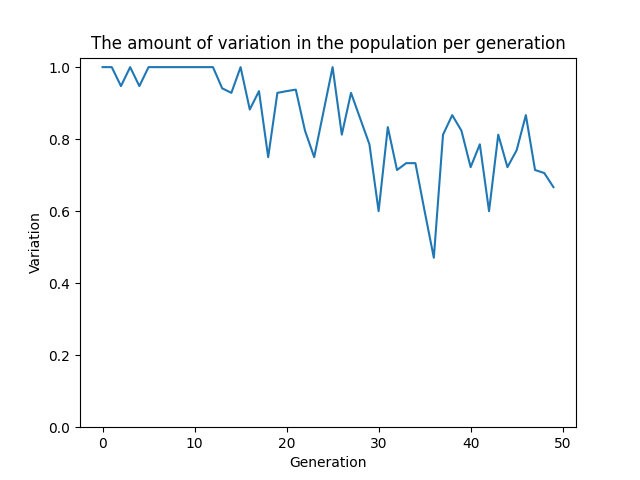 The amount of variation in the population per generation
1.0
0.8
0.6
0.4
0.2
0.0
Variation
0 10 20 30 40 50
Generation